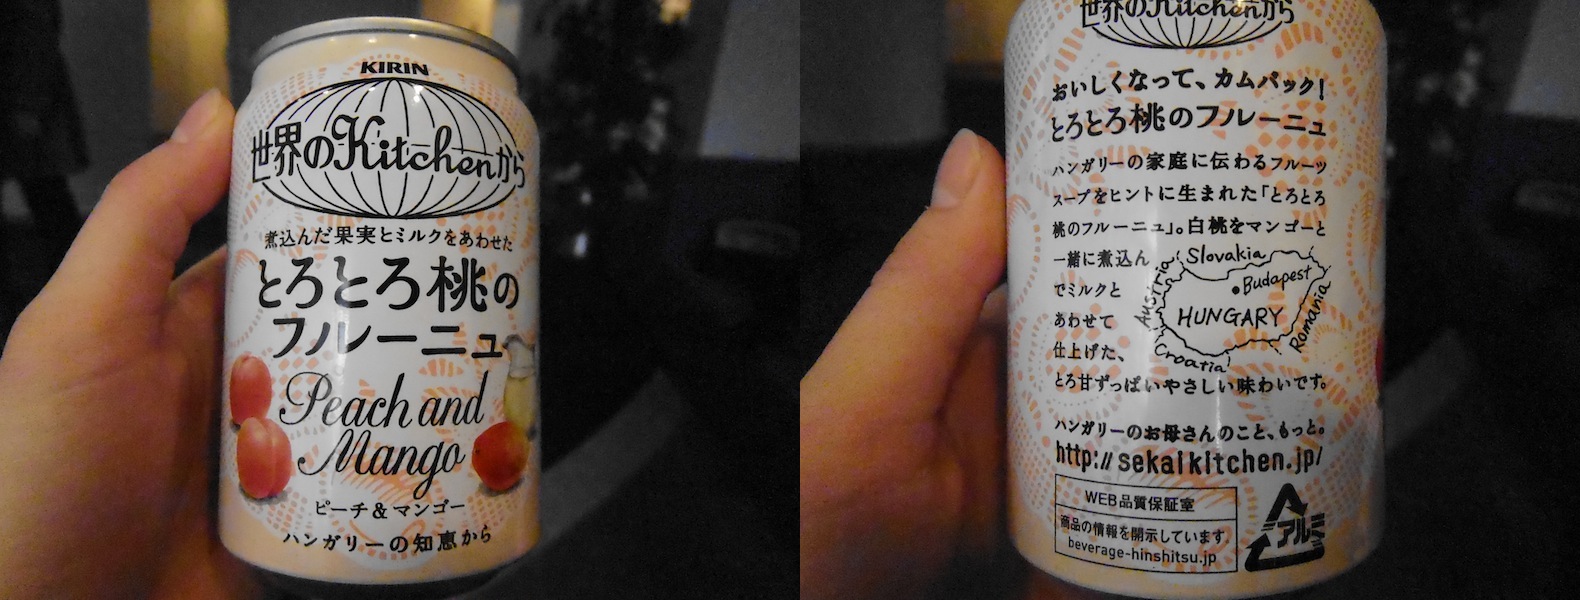 KIRIN
世界のKitchenから
煮込んだ果実とミルクをあわせた
とろとろ桃の
フルーニュ
Peach and
Mango
ピーチ&マンゴー
ハンガリーの知恵から
世界のKitchenから
おいしくなって、カムバック!
とろとろ桃のフルーニュ
ハンガリーの家庭に伝わるフルーツ
スープをヒントに生まれた「とろとろ
桃のフルーニュ」。白桃をマンゴーと
一緒に煮込ん
でミルクと
あわせて
仕上げた、
とろ甘ずっぱいやさしい味わいです。
Slovakia
Budapest
Austria
HUNGARY
Romania
Croatia
ハンガリーのお母さんのこと、もっと。
http://sekaikitchen.jp/
WEB品質保証室
商品の情報を開示しています。
beverage-hinshitsu.jp
アルミ